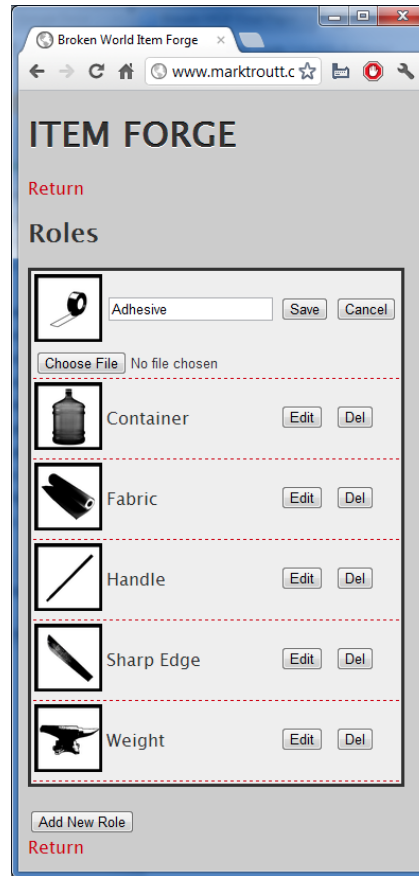 Broken World Item Forge
www.marktroutt.c
ITEM FORGE
Return
Roles
Adhesive Save Cancel
Choose File No file chosen
Container Edit Del
Fabric Edit Del
Handle Edit Del
Sharp Edge Edit Del
Weight Edit Del
Add New Role
Return